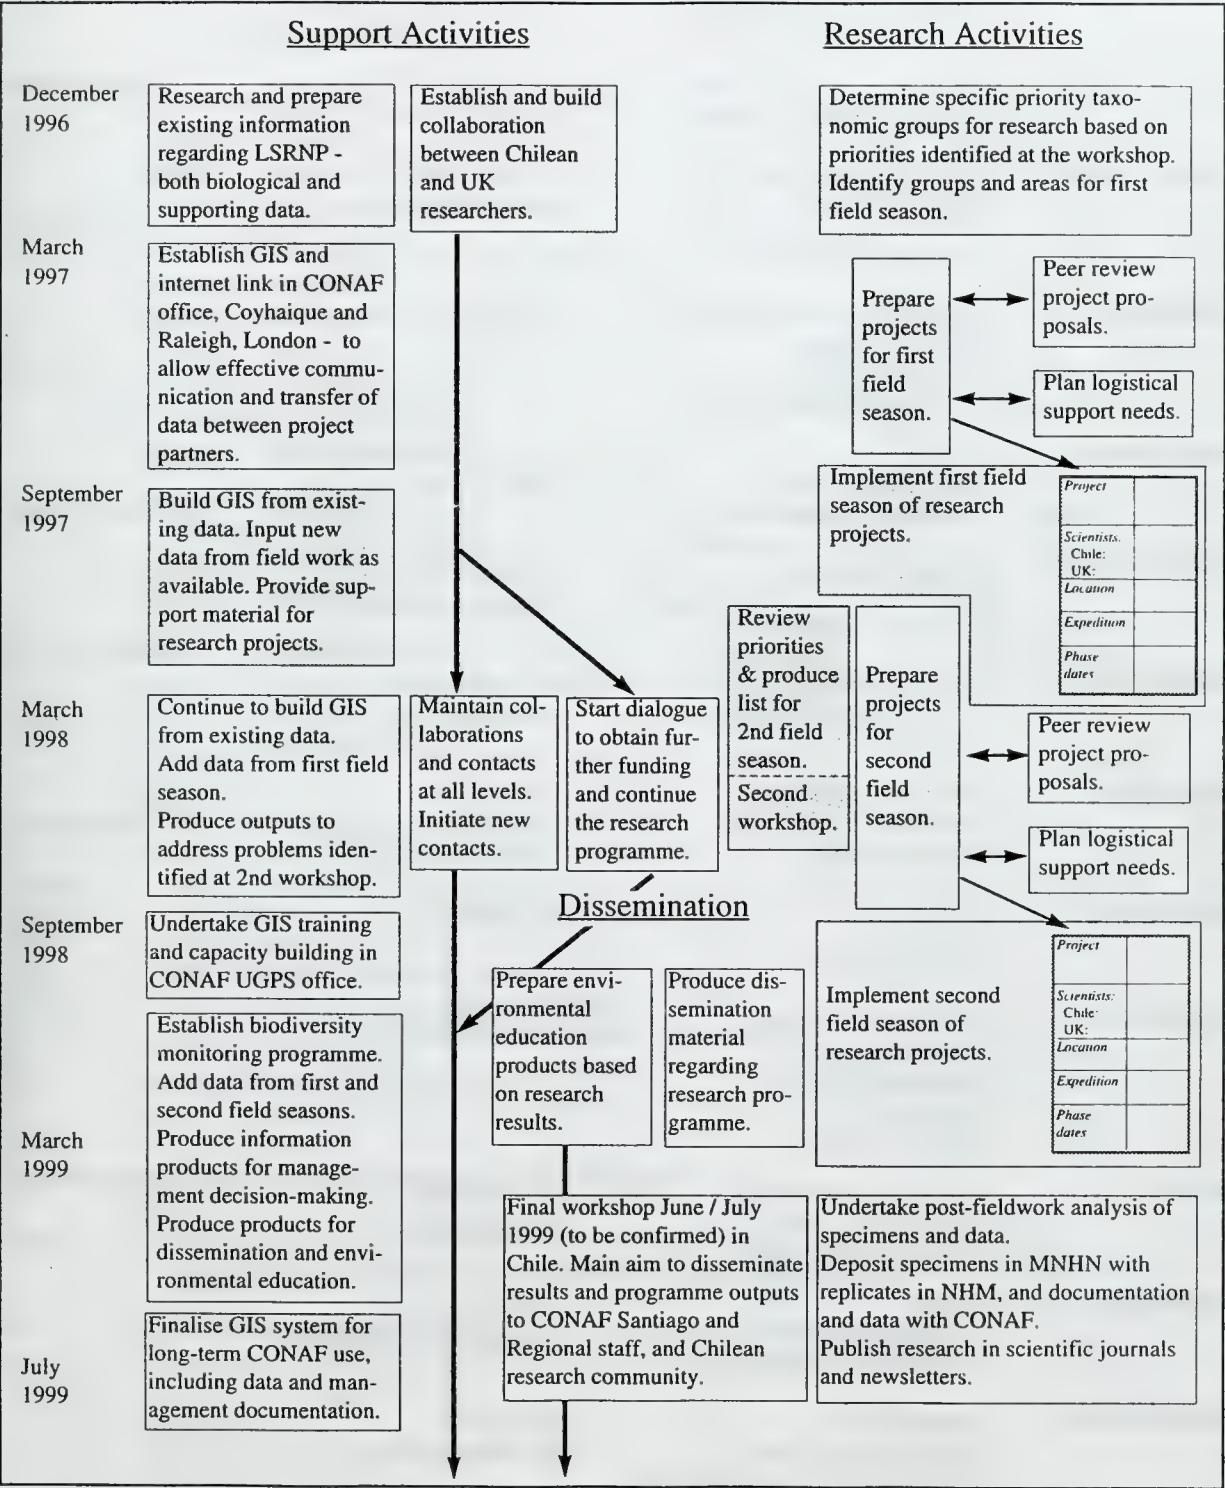 Support Activities
Research Activities
December
1996
Research and prepare
existing information
regarding LSRNP -
both biological and
supporting data.
Establish and build
collaboration
between Chilean
and UK
researchers.
Determine specific priority taxo-
nomic groups for research based on
priorities identified at the workshop.
Identify groups and areas for first
field season.
March
1997
Establish GIS and
internet link in CONAF
office, Coyhaique and
Raleigh, London - to
allow effective commu-
nication and transfer of
data between project
partners.
Prepare
projects
for first
field
season.
Peer review
project pro-
posals.
Plan logistical
support needs.
September
1997
Build GIS from exist-
ing data. Input new
data from field work as
available. Provide sup-
port material for
research projects.
Implement first field
season of research
projects.
Project
Scientists.
Chile:
UK:
Location
Expedition
Phase
dates
March
1998
Continue to build GIS
from existing data.
Add data from first field
season.
Produce outputs to
address problems iden-
tified at 2nd workshop.
Maintain col-
laborations
and contacts
at all levels.
Initiate new
contacts.
Start dialogue
to obtain fur-
ther funding
and continue
the research
programme.
Review
priorities
& produce
list for
2nd field
season.
Second
workshop.
Prepare
projects
for
second
field
season.
Peer review
project pro-
posals.
Plan logistical
support needs.
Dissemination
September
1998
Undertake GIS training
and capacity building in
CONAF UGPS office.
Prepare envi-
ronmental
education
products based
on research
results.
Produce dis-
semination
material
regarding
research pro-
gramme.
Implement second
field season of
research projects.
Project
Scientists:
Chile:
UK:
Location
Expedition
Phase
dates
March
1999
Establish biodiversity
monitoring programme.
Add data from first and
second field seasons.
Produce information
products for manage-
ment decision-making.
Produce products for
dissemination and envi-
ronmental education.
Final workshop June / July
1999 (to be confirmed) in
Chile. Main aim to disseminate
results and programme outputs
to CONAF Santiago and
Regional staff, and Chilean
research community.
Undertake post-fieldwork analysis of
specimens and data.
Deposit specimens in MNHN with
replicates in NHM, and documentation
and data with CONAF.
Publish research in scientific journals
and newsletters.
July
1999
Finalise GIS system for
long-term CONAF use,
including data and man-
agement documentation.